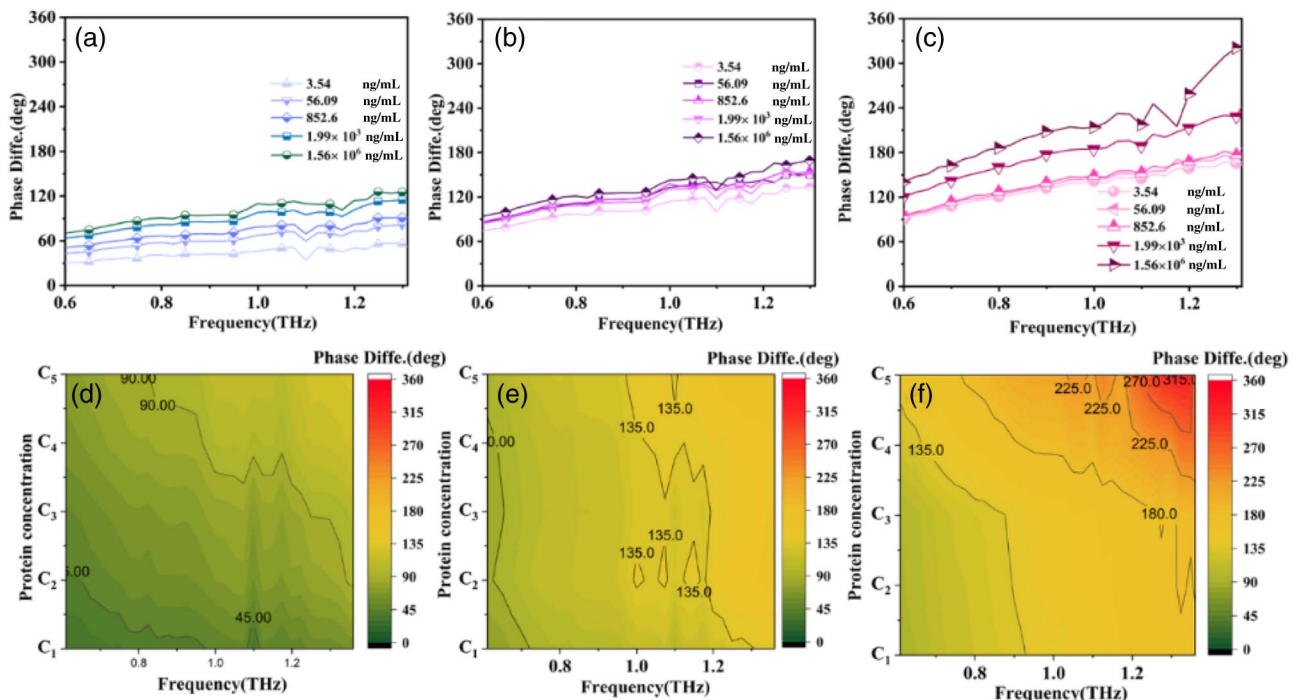 (a)
Phase Diffe.(deg)
360
300
240
180
120
60
0
3.54 ng/mL
56.09 ng/mL
852.6 ng/mL
1.99× 10³ ng/mL
1.56× 10⁶ ng/mL
0.6 0.8 1.0 1.2
Frequency(THz)
(b)
Phase Diffe.(deg)
360
300
240
180
120
60
0
3.54 ng/mL
56.09 ng/mL
852.6 ng/mL
1.99× 10³ ng/mL
1.56× 10⁶ ng/mL
0.6 0.8 1.0 1.2
Frequency(THz)
(c)
Phase Diffe.(deg)
360
300
240
180
120
60
0
3.54 ng/mL
56.09 ng/mL
852.6 ng/mL
1.99×10³ ng/mL
1.56×10⁶ ng/mL
0.6 0.8 1.0 1.2
Frequency(THz)
Phase Diffe.(deg)
(d)
Protein concentration
C₅
C₄
C₃
C₂
C₁
90.00
90.00
5.00
45.00
360
315
270
225
180
135
90
45
0
0.8 1.0 1.2
Frequency(THz)
Phase Diffe.(deg)
(e)
Protein concentration
C₅
C₄
C₃
C₂
C₁
135.0
135.0
0.00
135.0
135.0
135.0
360
315
270
225
180
135
90
45
0
0.8 1.0 1.2
Frequency(THz)
Phase Diffe.(deg)
(f)
Protein concentration
C₅
C₄
C₃
C₂
C₁
225.0
270.0
315.0
225.0
225.0
135.0
180.0
360
315
270
225
180
135
90
45
0
0.8 1.0 1.2
Frequency(THz)